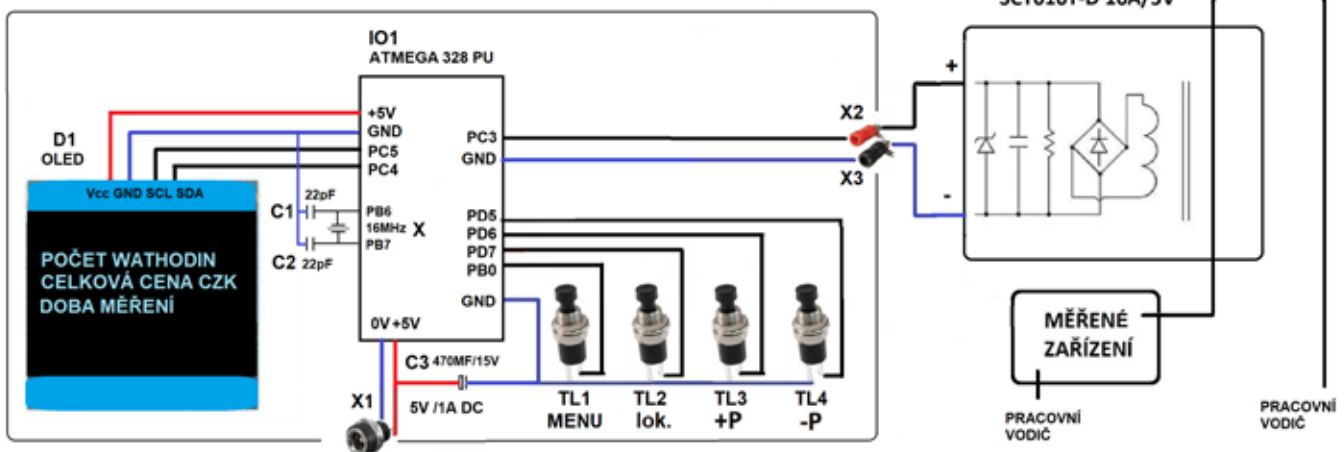 SCT016T-D 10A/5V
IO1
ATMEGA 328 PU
+5V
GND
PC5
PC4
PC3
GND
D1
OLED
Vcc GND SCL SDA
22pF
C1
PB6
16MHz X
PB7
C2 22pF
POČET WATHODIN
CELKOVÁ CENA CZK
DOBA MĚŘENÍ
PD5
PD6
PD7
PB0
GND
0V +5V
C3 470MF/15V
X1
5V /1A DC
TL1
MENU
TL2
lok.
TL3
+P
TL4
-P
X2
X3
+
-
MĚŘENÉ
ZAŘÍZENÍ
PRACOVNÍ
VODIČ
PRACOVNÍ
VODIČ